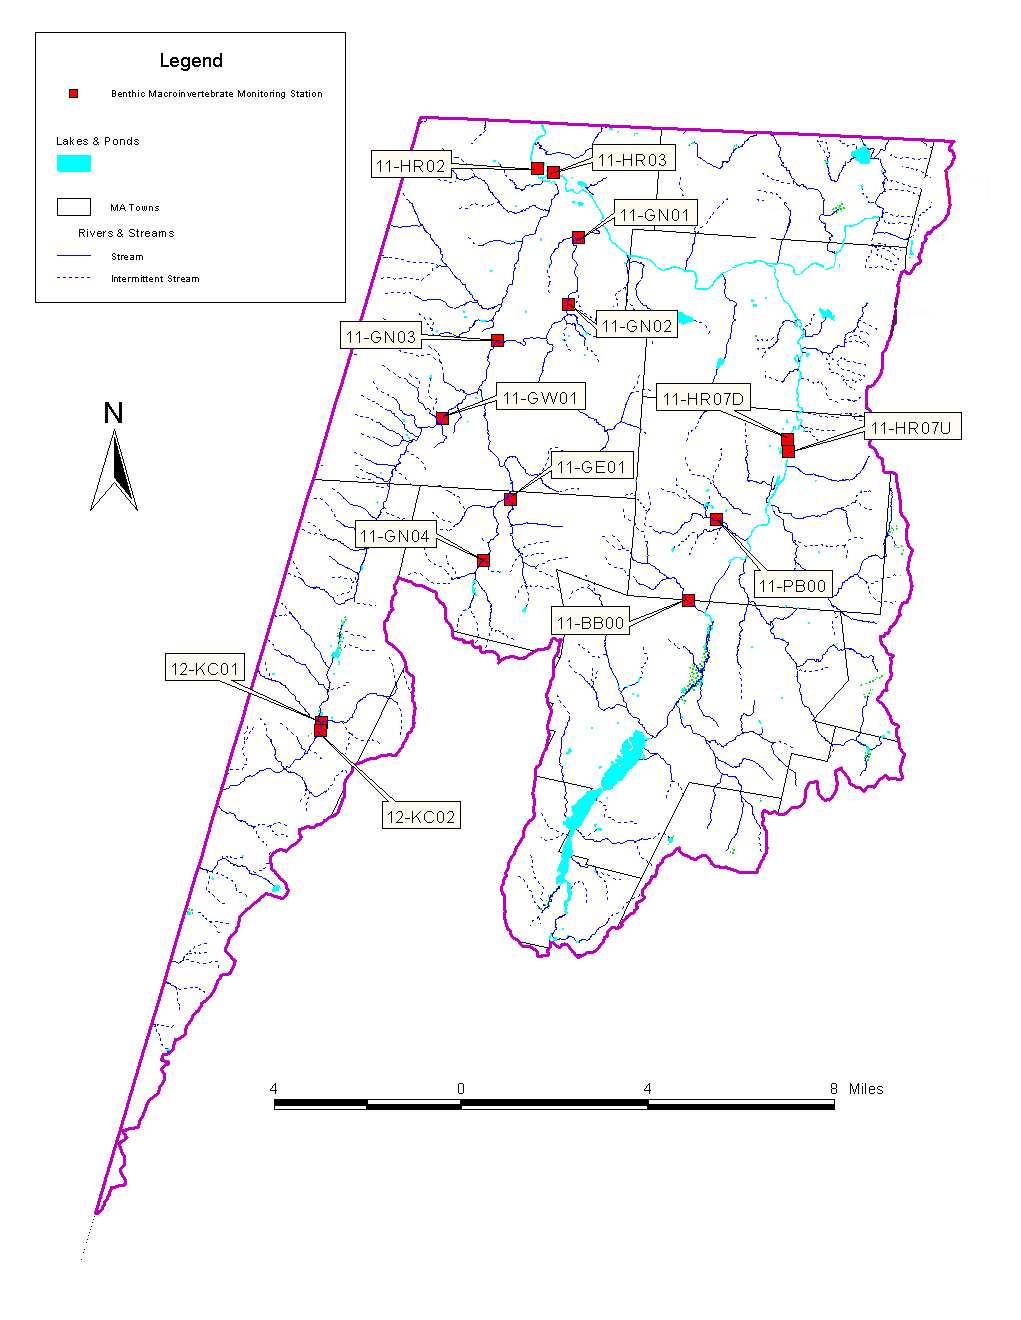 Legend
Benthic Macroinvertebrate Monitoring Station
Lakes & Ponds
MA Towns
Rivers & Streams
Stream
Intermittent Stream
11-HR02
11-HR03
11-GN01
11-GN02
11-GN03
11-GW01
11-HR07D
11-HR07U
N
11-GE01
11-GN04
11-PB00
11-BB00
12-KC01
12-KC02
4 0 4 8 Miles